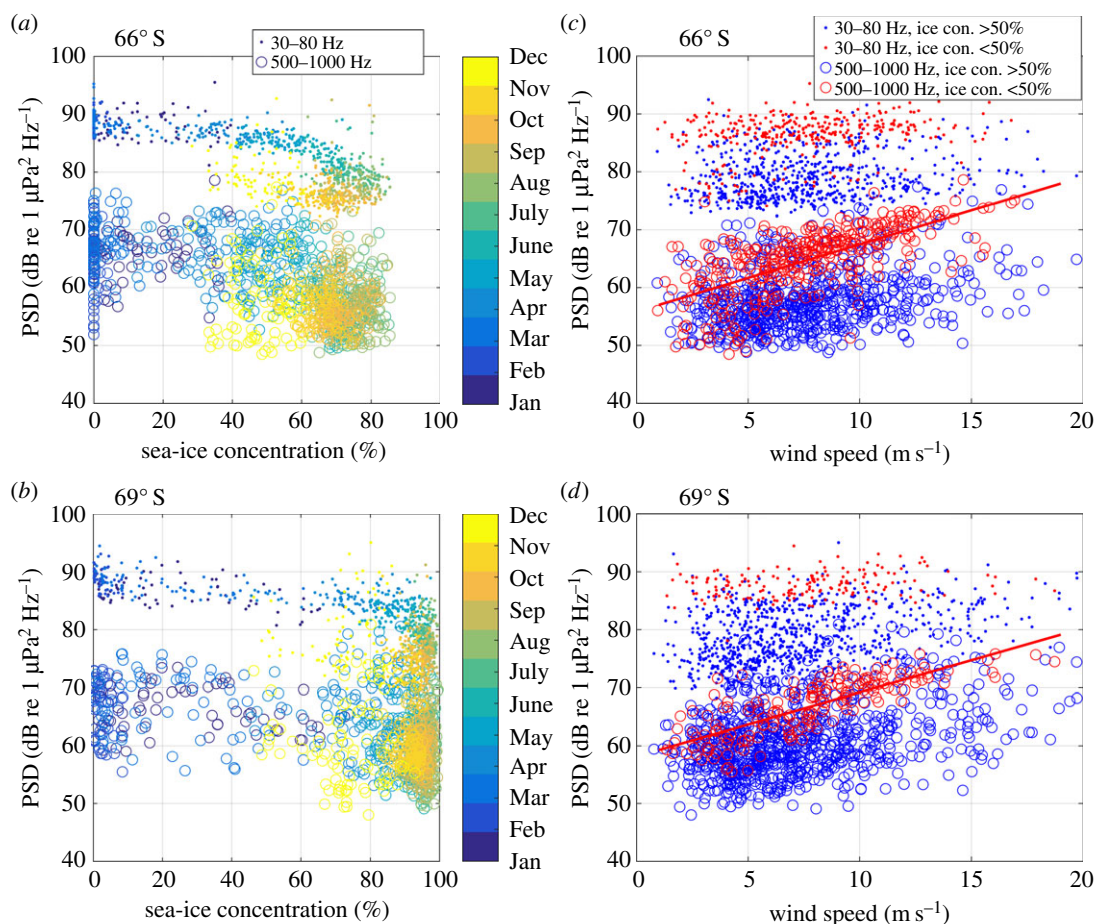 (a) 66° S
30–80 Hz
500–1000 Hz
100
90
80
70
60
50
40
PSD (dB re 1 µPa² Hz⁻¹)
0 20 40 60 80 100
sea-ice concentration (%)
Dec
Nov
Oct
Sep
Aug
July
June
May
Apr
Mar
Feb
Jan
(c) 66° S
30–80 Hz, ice con. >50%
30–80 Hz, ice con. <50%
500–1000 Hz, ice con. >50%
500–1000 Hz, ice con. <50%
100
90
80
70
60
50
40
PSD (dB re 1 µPa² Hz⁻¹)
0 5 10 15 20
wind speed (m s⁻¹)
(b) 69° S
100
90
80
70
60
50
40
PSD (dB re 1 µPa² Hz⁻¹)
0 20 40 60 80 100
sea-ice concentration (%)
Dec
Nov
Oct
Sep
Aug
July
June
May
Apr
Mar
Feb
Jan
(d) 69° S
100
90
80
70
60
50
40
PSD (dB re 1 µPa² Hz⁻¹)
0 5 10 15 20
wind speed (m s⁻¹)